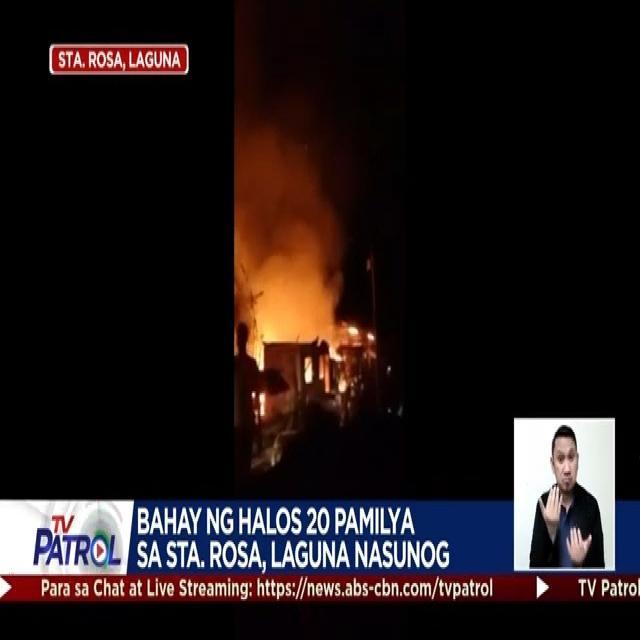 STA. ROSA, LAGUNA
TV
PATROL
BAHAY NG HALOS 20 PAMILYA
SA STA. ROSA, LAGUNA NASUNOG
Para sa Chat at Live Streaming: https://news.abs-cbn.com/tvpatrol
TV Patrol